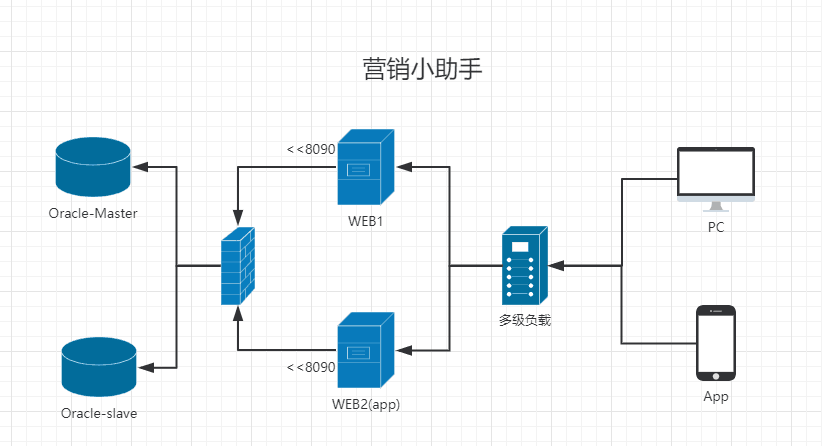 营销小助手
<<8090
Oracle-Master
WEB1
PC
多级负载
<<8090
WEB2(app)
App
Oracle-slave